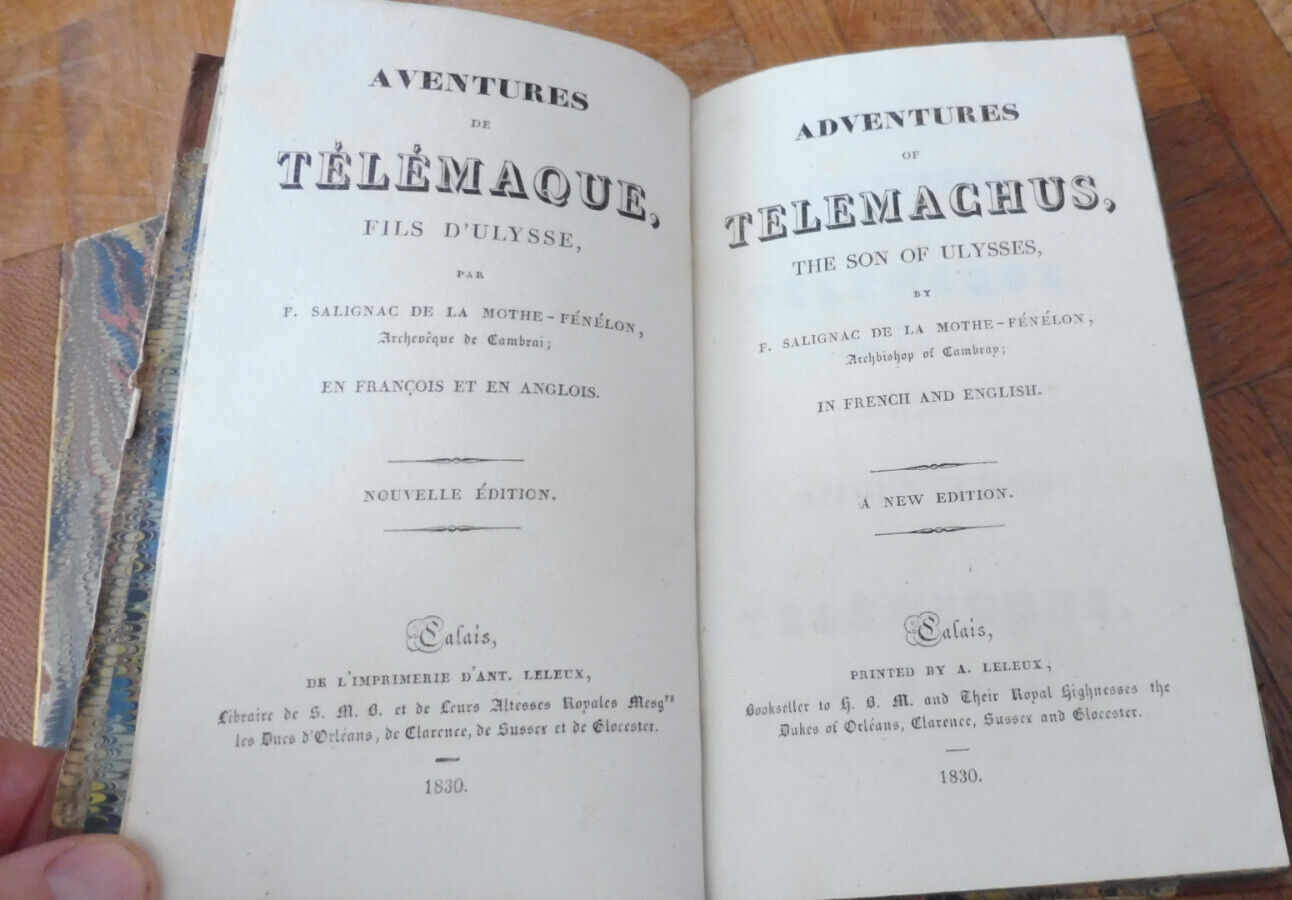 AVENTURES
DE
TÉLÉMAQUE,
FILS D'ULYSSE,
PAR
F. SALIGNAC DE LA MOTHE-FÉNÉLON,
Archevêque de Cambrai;
EN FRANÇOIS ET EN ANGLOIS.
NOUVELLE ÉDITION.
Calais,
DE L'IMPRIMERIE D'ANT. LELEUX,
Libraire de S. M. B. et de Leurs Altesses Royales Mesgrs
les Ducs d'Orléans, de Clarence, de Sussex et de Glocester.
1830.
ADVENTURES
OF
TELEMACHUS,
THE SON OF ULYSSES,
BY
F. SALIGNAC DE LA MOTHE-FÉNÉLON,
Archbishop of Cambray;
IN FRENCH AND ENGLISH.
A NEW EDITION.
Calais,
PRINTED BY A. LELEUX,
Bookseller to H. B. M. and Their Royal Highnesses the
Dukes of Orléans, Clarence, Sussex and Glocester.
1830.